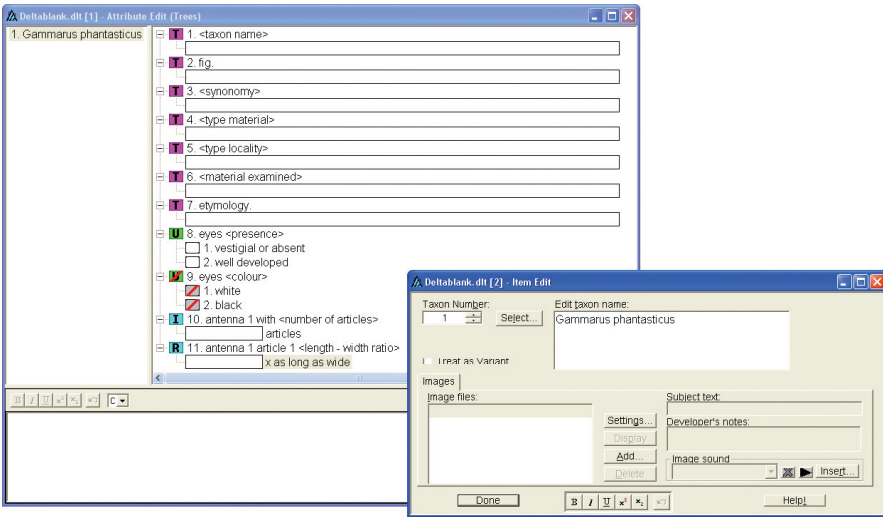 Deltablank.dlt [1] - Attribute Edit (Trees)
1. Gammarus phantasticus
T 1. <taxon name>
T 2. fig.
T 3. <synonomy>
T 4. <type material>
T 5. <type locality>
T 6. <material examined>
T 7. etymology.
U 8. eyes <presence>
1. vestigial or absent
2. well developed
9. eyes <colour>
1. white
2. black
I 10. antenna 1 with <number of articles>
articles
R 11. antenna 1 article 1 <length - width ratio>
x as long as wide
B I U x² x₂ C
Deltablank.dlt [2] - Item Edit
Taxon Number:
1
Select...
Edit taxon name:
Gammarus phantasticus
Treat as Variant
Images
Image files:
Settings...
Display
Add...
Delete
Subject text:
Developer's notes:
Image sound
Insert...
Done
B I U x² x₂
Help!